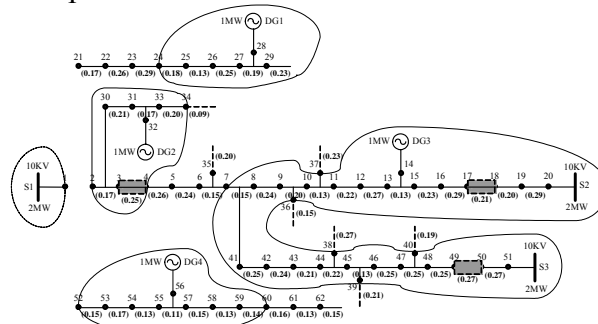 1MW DG1
28
21 22 23 24 25 26 27 29
(0.17) (0.26) (0.29) (0.18) (0.13) (0.25) (0.19) (0.23)
30 31 33 34
(0.21) (0.17) (0.20) (0.09)
32
1MW DG2
35 (0.20)
37 (0.23)
1MW DG3
14
10KV
S1
2MW
1 2 3 4 5 6 7 8 9 10 11 12 13 15 16 17 18 19 20
(0.17) (0.25) (0.26) (0.24) (0.15) (0.15) (0.24) (0.29) (0.20) (0.13) (0.22) (0.27) (0.13) (0.23) (0.29) (0.21) (0.20) (0.29)
10KV
S2
2MW
36 (0.15)
38 (0.27)
40 (0.19)
41 42 43 44 45 46 47 48 49 50 51
(0.25) (0.24) (0.21) (0.22) (0.13) (0.25) (0.25) (0.25) (0.27) (0.27)
10KV
S3
2MW
39 (0.21)
1MW DG4
56
52 53 54 55 57 58 59 60 61 62
(0.15) (0.17) (0.13) (0.11) (0.15) (0.13) (0.14) (0.16) (0.13) (0.15)